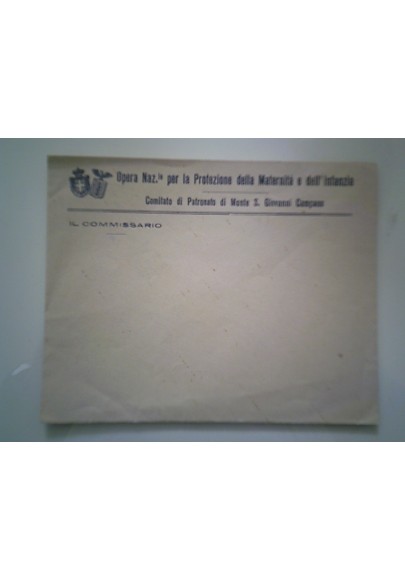 Opera Naz.le per la Protezione della Maternità e dell'Infanzia
Comitato di Patronato di Monte S. Giovanni Campano
IL COMMISSARIO